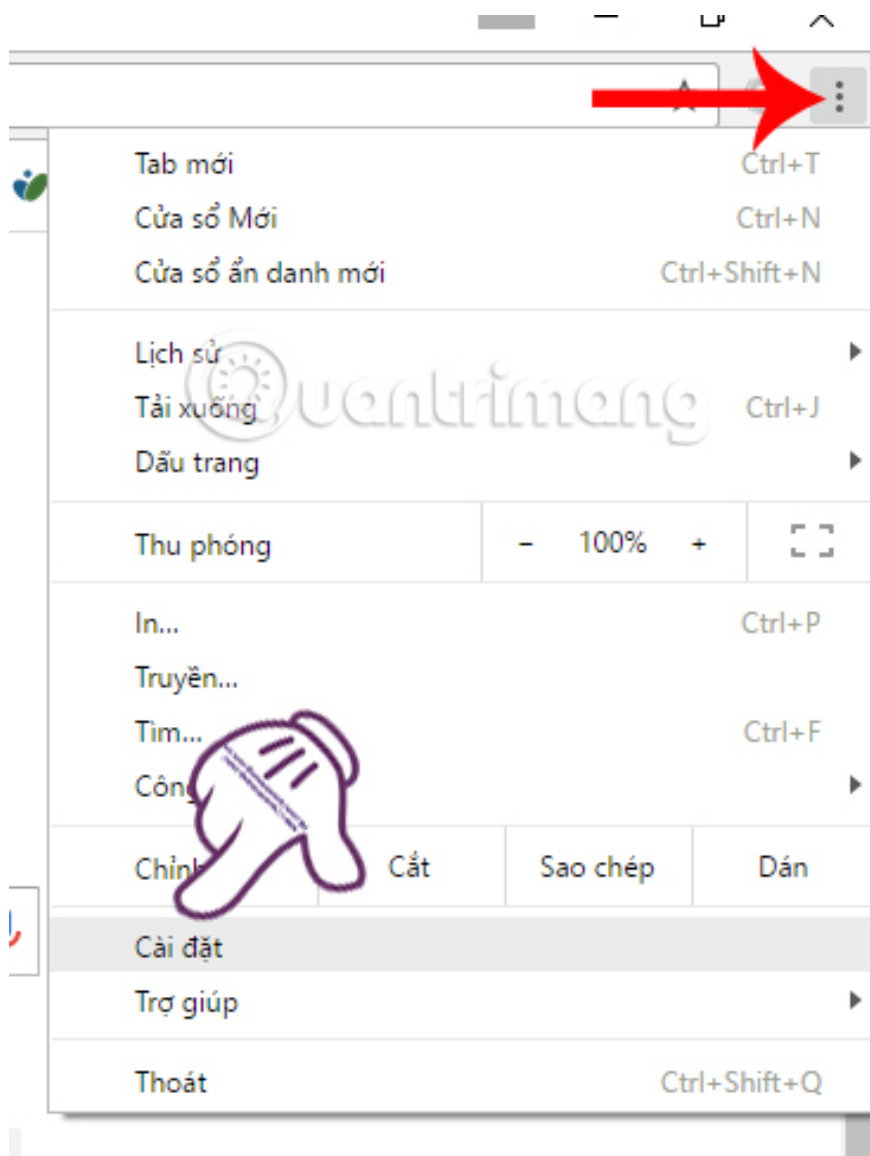 Tab mới Ctrl+T
Cửa sổ Mới Ctrl+N
Cửa sổ ẩn danh mới Ctrl+Shift+N
Lịch sử
Quantrimang
Tải xuống Ctrl+J
Dấu trang
Thu phóng - 100% +
In... Ctrl+P
Truyền...
Tìm... Ctrl+F
Công
Chỉnh Cắt Sao chép Dán
Cài đặt
Trợ giúp
Thoát Ctrl+Shift+Q